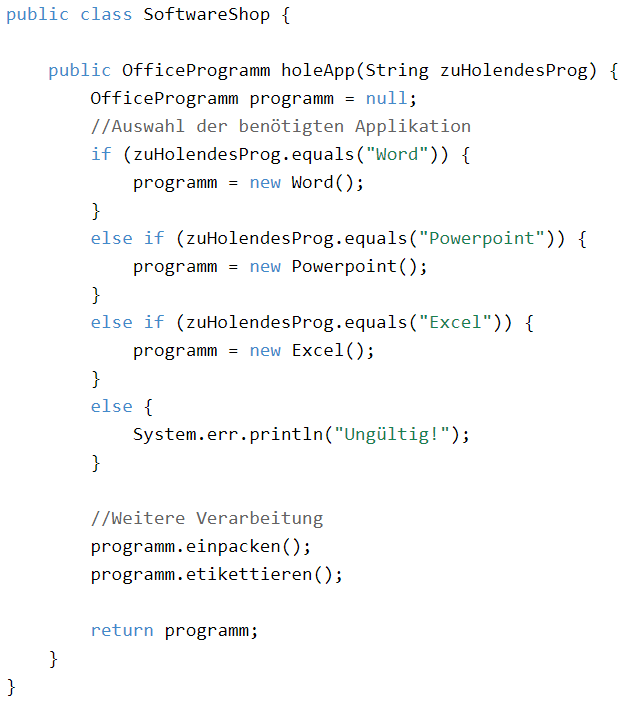 public class SoftwareShop {

    public OfficeProgramm holeApp(String zuHolendesProg) {
        OfficeProgramm programm = null;
        //Auswahl der benötigten Applikation
        if (zuHolendesProg.equals("Word")) {
            programm = new Word();
        }
        else if (zuHolendesProg.equals("Powerpoint")) {
            programm = new Powerpoint();
        }
        else if (zuHolendesProg.equals("Excel")) {
            programm = new Excel();
        }
        else {
            System.err.println("Ungültig!");
        }

        //Weitere Verarbeitung
        programm.einpacken();
        programm.etikettieren();

        return programm;
    }
}